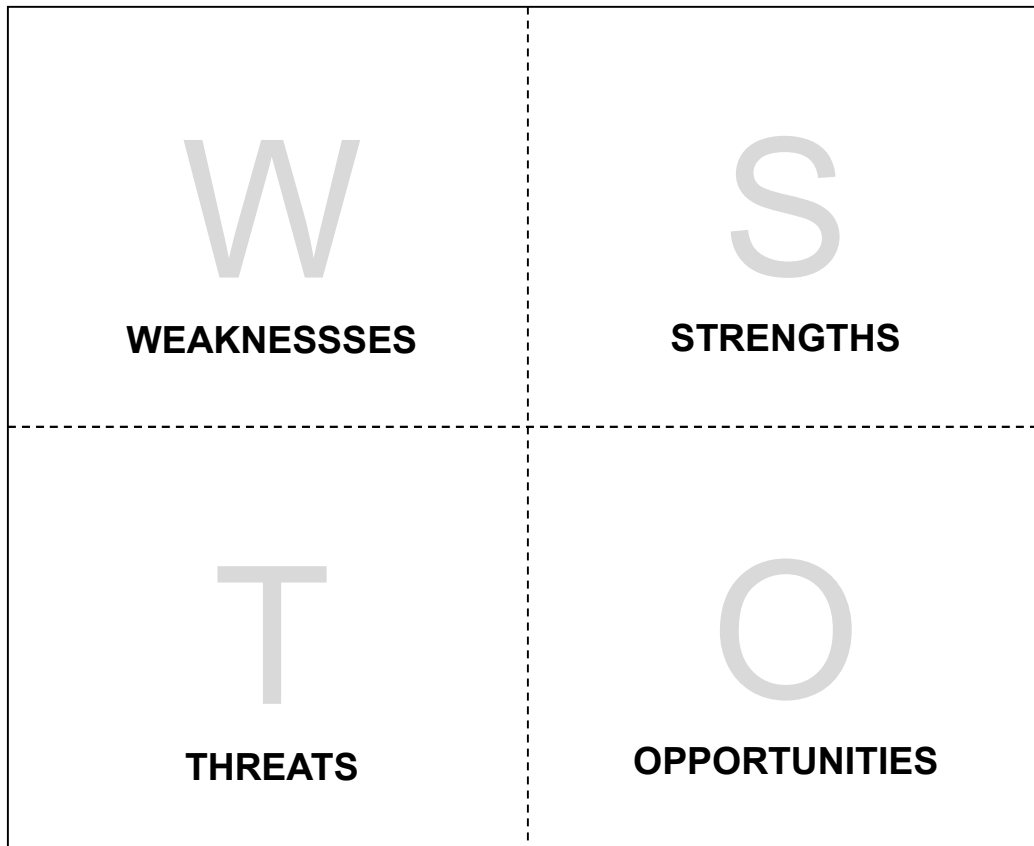 W
WEAKNESSSES
S
STRENGTHS
T
THREATS
O
OPPORTUNITIES